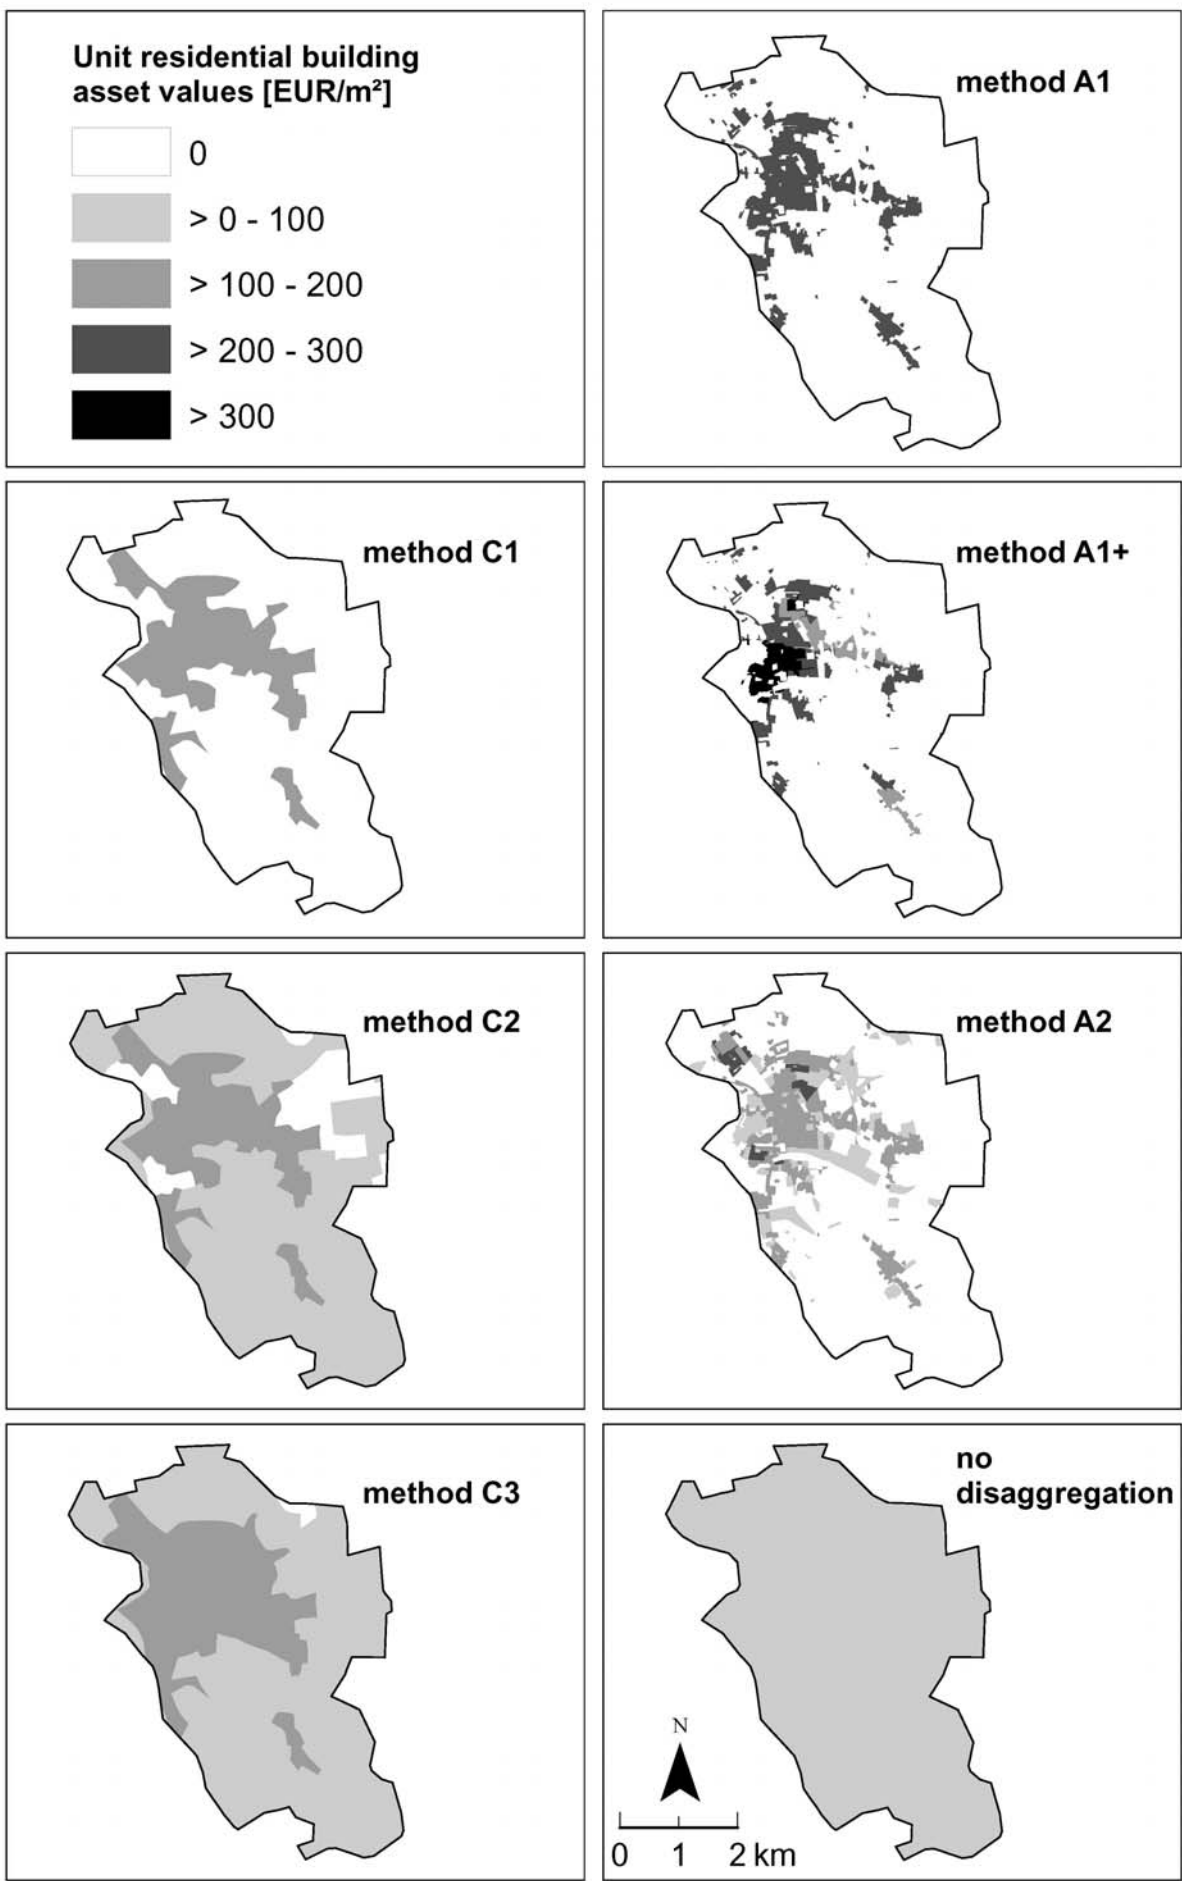 Unit residential building
asset values [EUR/m²]
0
> 0 - 100
> 100 - 200
> 200 - 300
> 300
method A1
method C1
method A1+
method C2
method A2
method C3
no
disaggregation
N
0 1 2 km